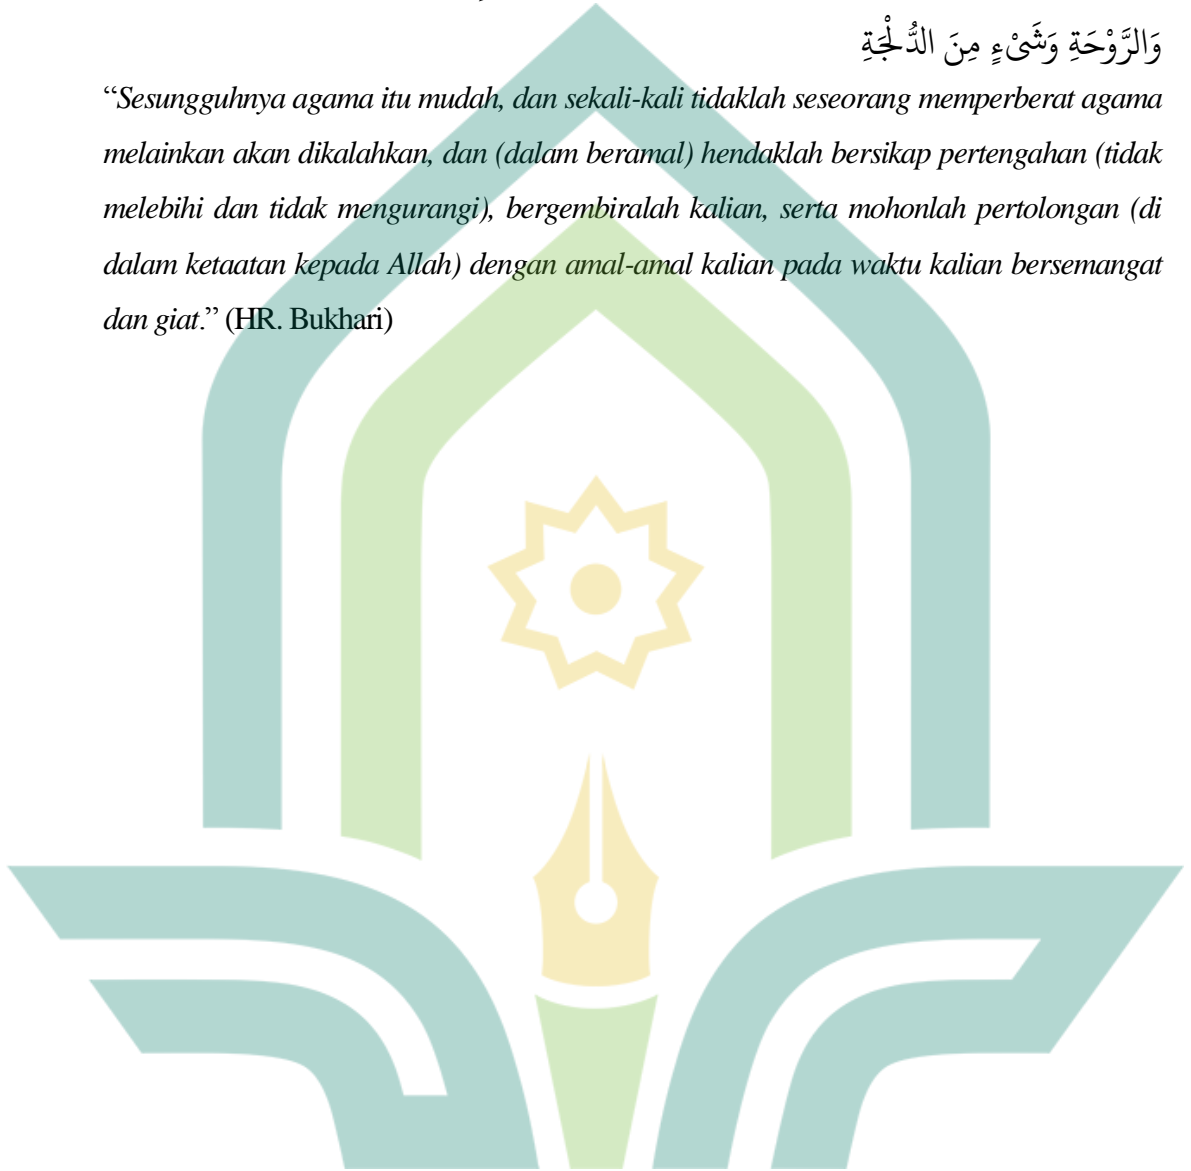 وَالرَّوْحَةِ وَشَىْءٍ مِنَ الدُّلْجَةِ
“Sesungguhnya agama itu mudah, dan sekali-kali tidaklah seseorang memperberat agama
melainkan akan dikalahkan, dan (dalam beramal) hendaklah bersikap pertengahan (tidak
melebihi dan tidak mengurangi), bergembiralah kalian, serta mohonlah pertolongan (di
dalam ketaatan kepada Allah) dengan amal-amal kalian pada waktu kalian bersemangat
dan giat.” (HR. Bukhari)